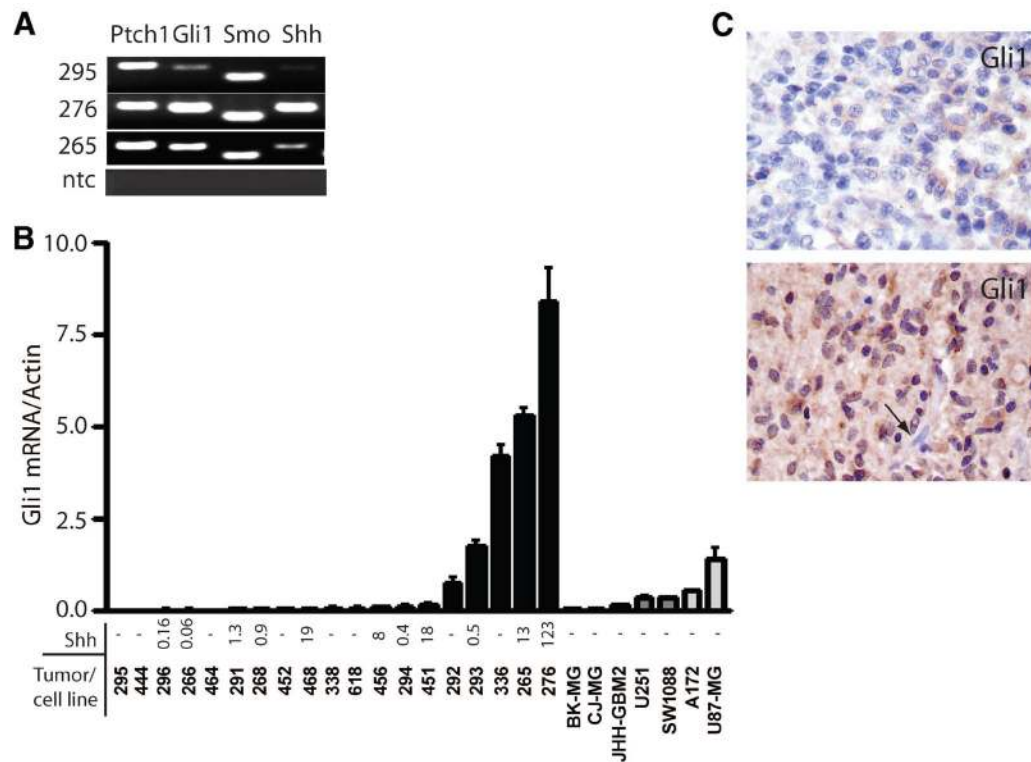 A
Ptch1 Gli1 Smo Shh
295
276
265
ntc
B
10.0
7.5
5.0
2.5
0.0
Gli1 mRNA/Actin
Shh - - 0.16 0.06 - 1.3 0.9 - 19 - - 8 0.4 18 - 0.5 - 13 123 - - - - - - -
Tumor/
cell line
295 444 296 266 464 291 268 452 468 338 618 456 294 451 292 293 336 265 276 BK-MG CJ-MG JHH-GBM2 U251 SW1088 A172 U87-MG
C
Gli1
Gli1